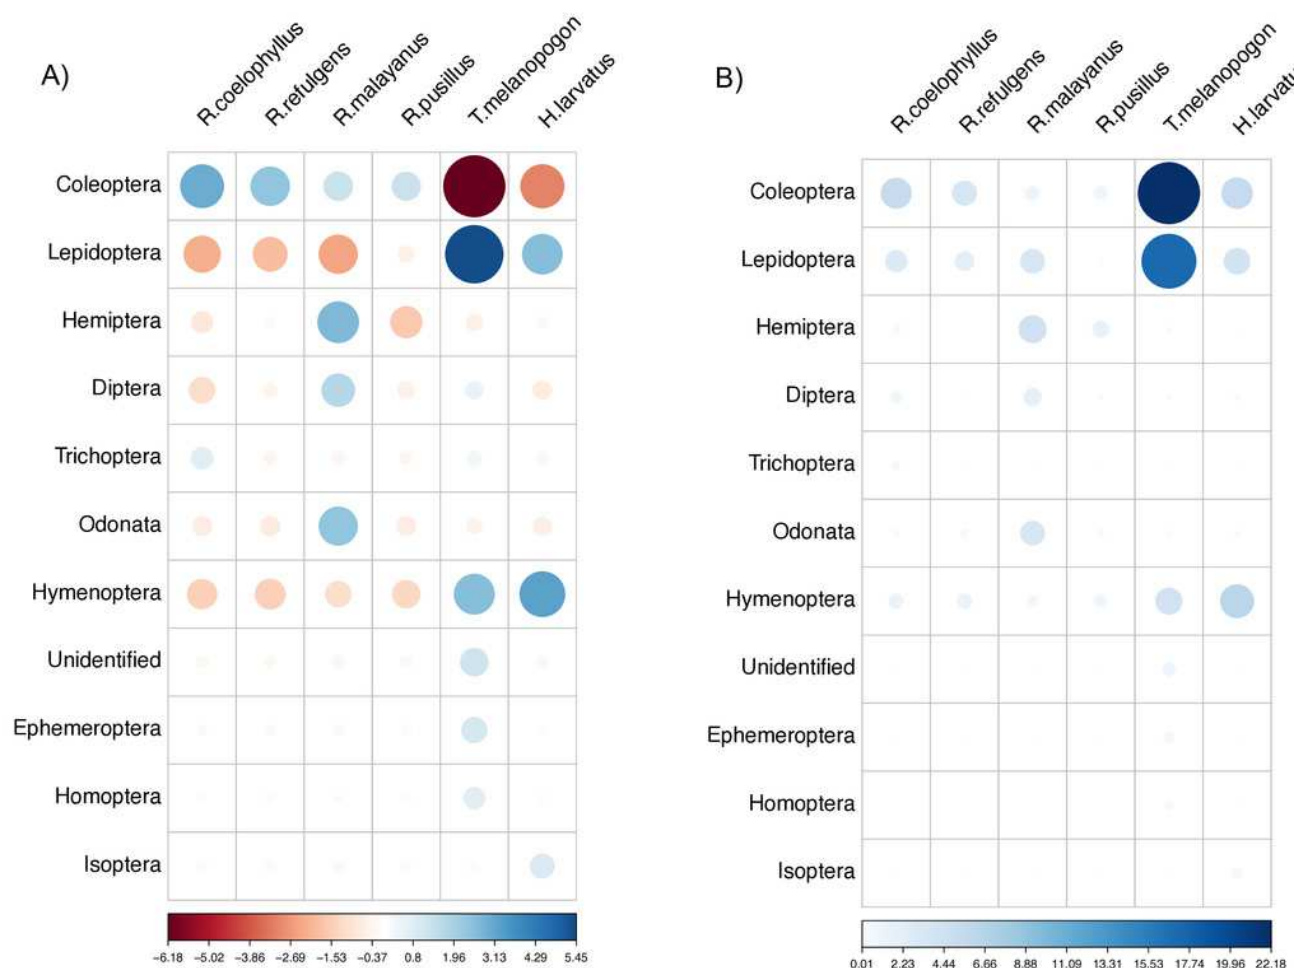 A)
R.coelophyllus
R.refulgens
R.malayanus
R.pusillus
T.melanopogon
H.larvatus
Coleoptera
Lepidoptera
Hemiptera
Diptera
Trichoptera
Odonata
Hymenoptera
Unidentified
Ephemeroptera
Homoptera
Isoptera
-6.18 -5.02 -3.86 -2.69 -1.53 -0.37 0.8 1.96 3.13 4.29 5.45
B)
R.coelophyllus
R.refulgens
R.malayanus
R.pusillus
T.melanopogon
H.larvatu
Coleoptera
Lepidoptera
Hemiptera
Diptera
Trichoptera
Odonata
Hymenoptera
Unidentified
Ephemeroptera
Homoptera
Isoptera
0.01 2.23 4.44 6.66 8.88 11.09 13.31 15.53 17.74 19.96 22.18